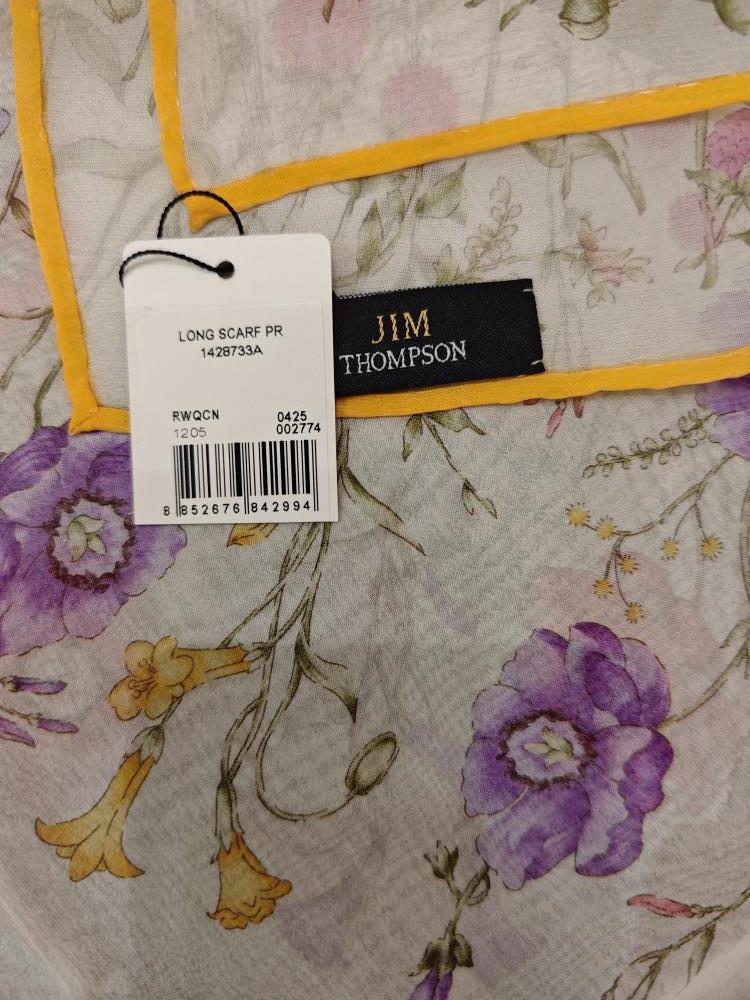 LONG SCARF PR
1428733A
RWQCN 0425
1205 002774
8 852676 842994
JIM
THOMPSON